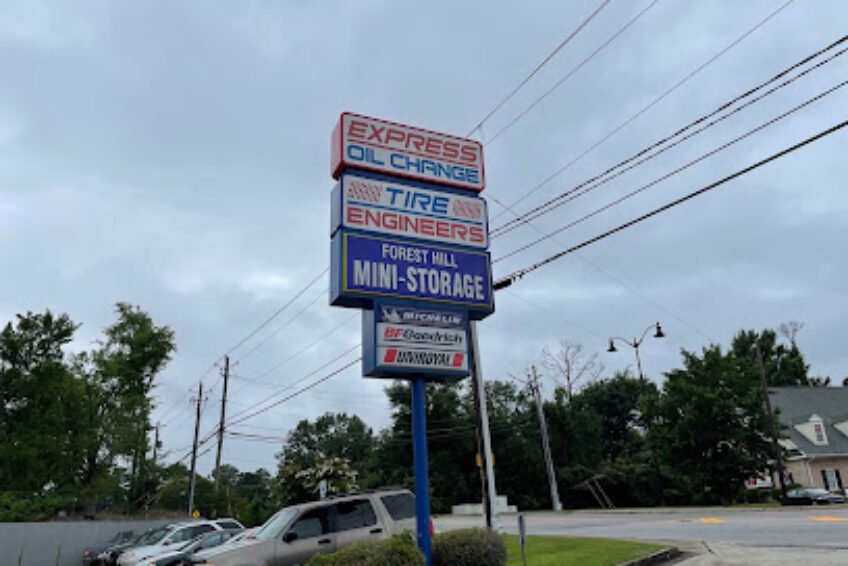 EXPRESS
OIL CHANGE
TIRE
ENGINEERS
FOREST HILL
MINI-STORAGE
MICHELIN
BFGoodrich
UNIROYAL